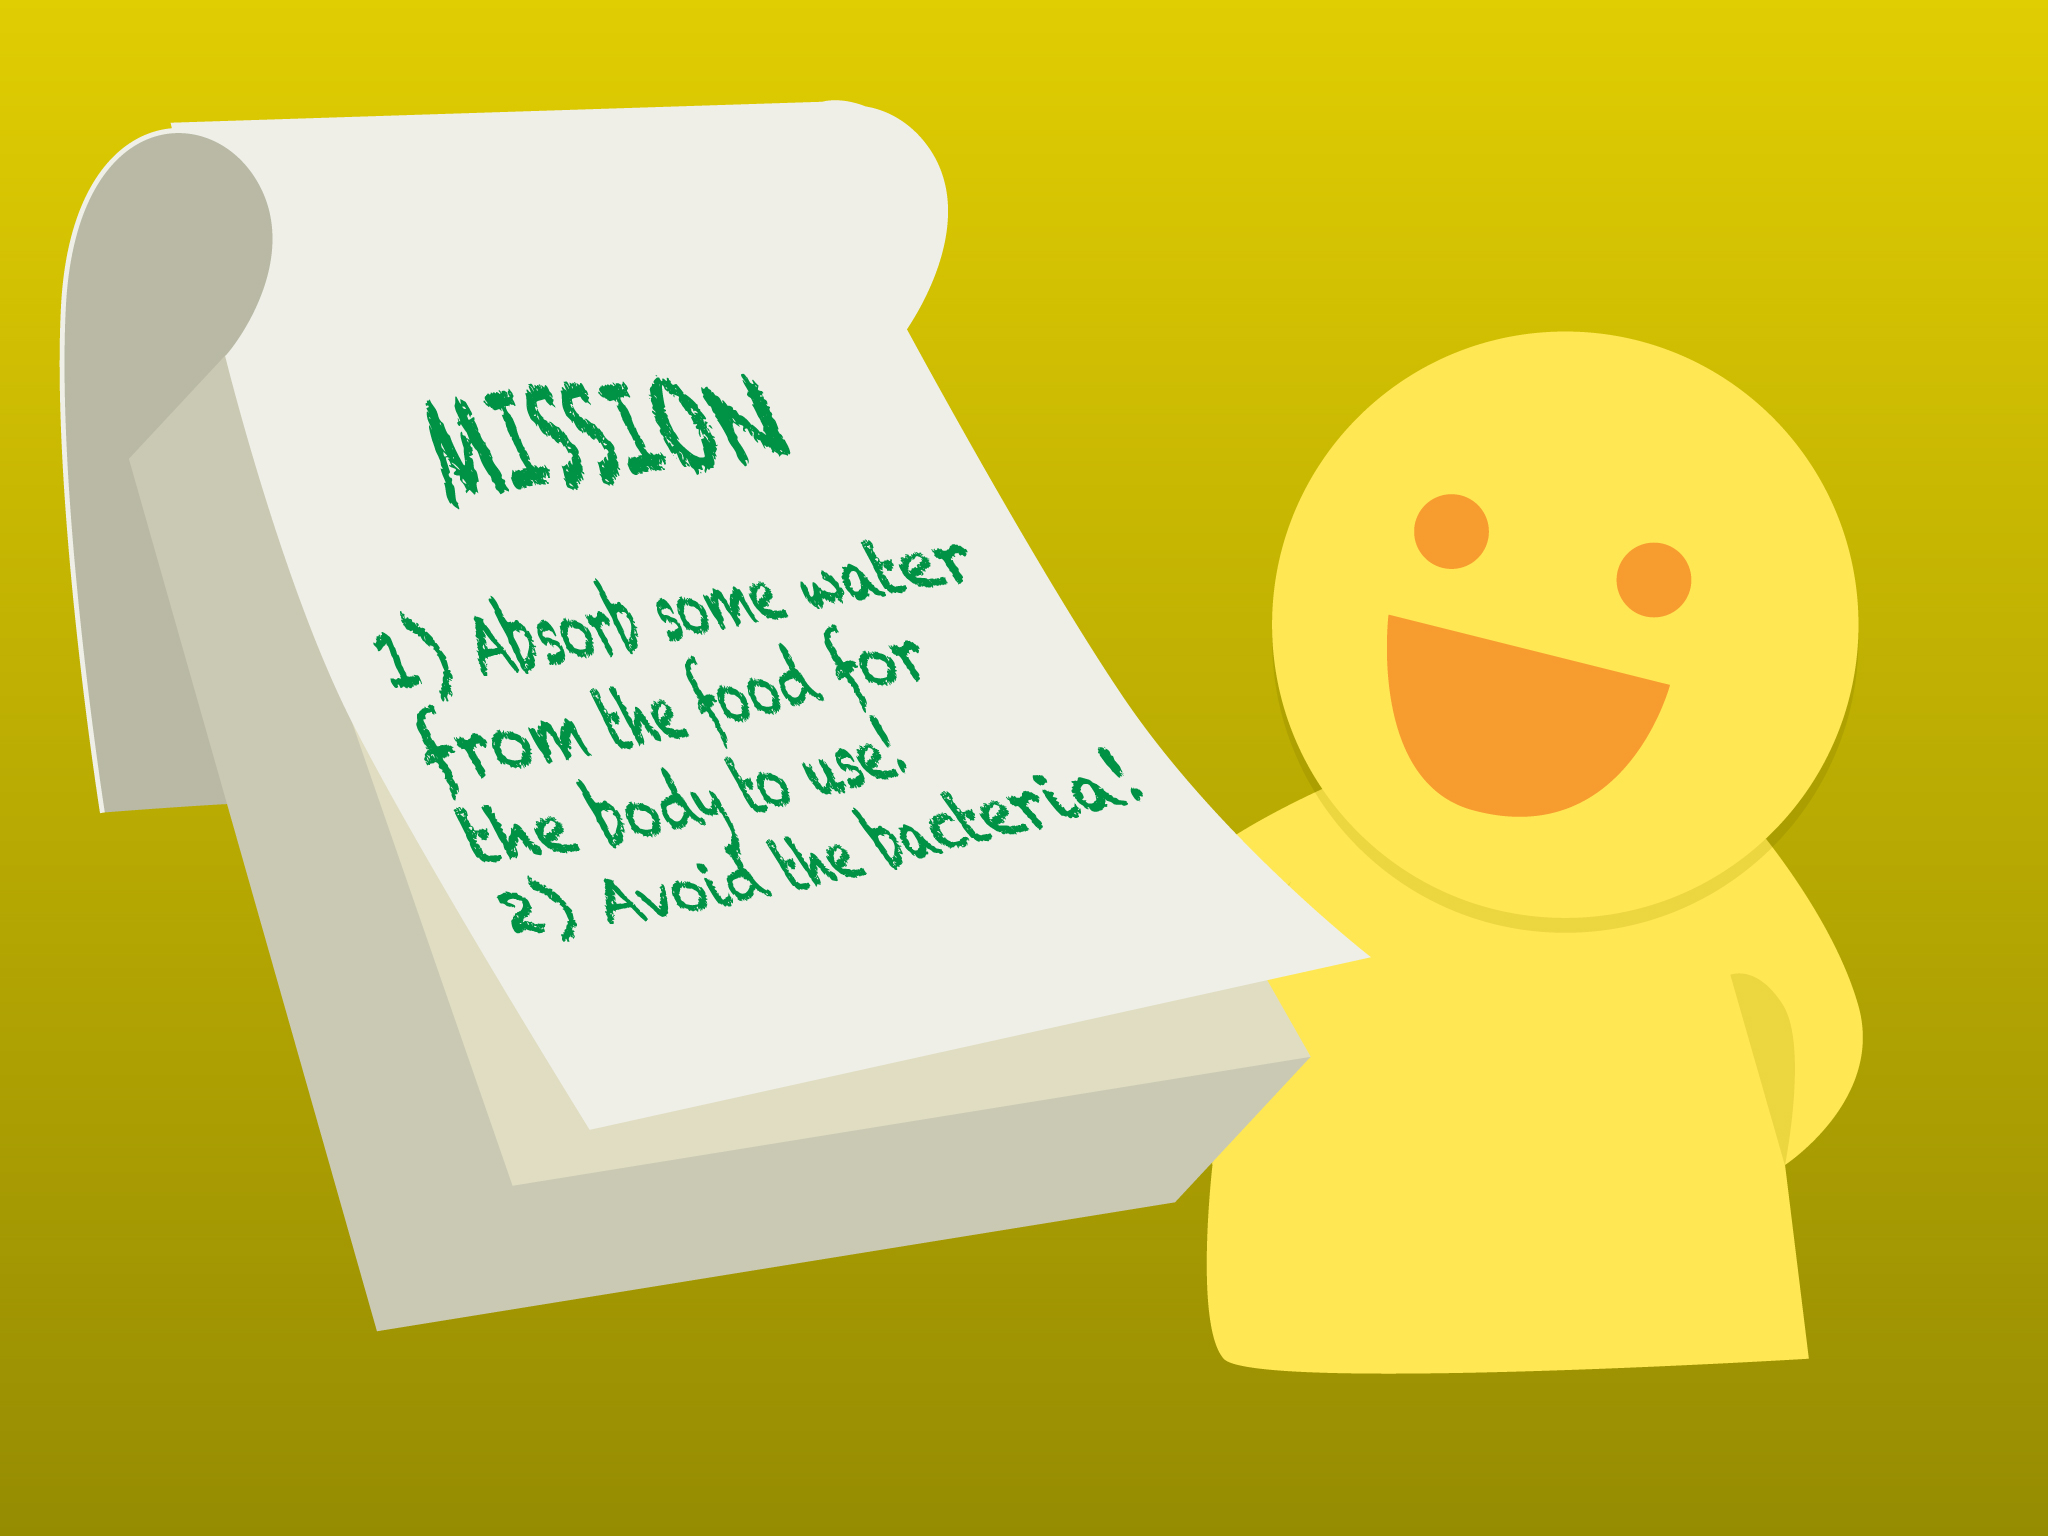 MISSION
1) Absorb some water
from the food for
the body to use!
2) Avoid the bacteria!